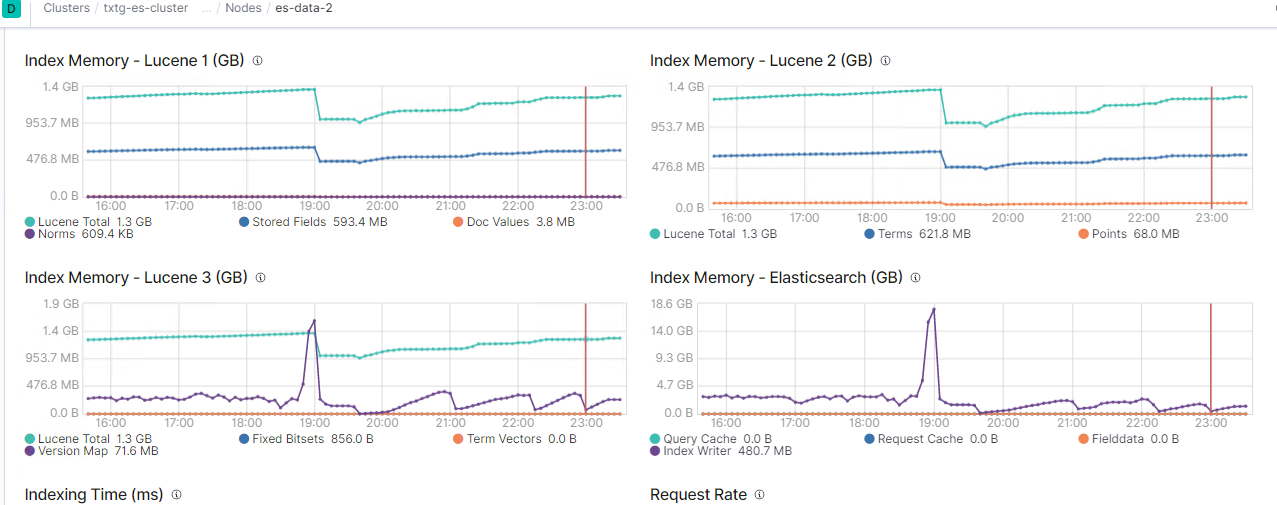 D Clusters / txtg-es-cluster ... / Nodes / es-data-2
Index Memory - Lucene 1 (GB)
1.4 GB
953.7 MB
476.8 MB
0.0 B
16:00 17:00 18:00 19:00 20:00 21:00 22:00 23:00
Lucene Total 1.3 GB Stored Fields 593.4 MB Doc Values 3.8 MB
Norms 609.4 KB
Index Memory - Lucene 2 (GB)
1.4 GB
953.7 MB
476.8 MB
0.0 B
16:00 17:00 18:00 19:00 20:00 21:00 22:00 23:00
Lucene Total 1.3 GB Terms 621.8 MB Points 68.0 MB
Index Memory - Lucene 3 (GB)
1.9 GB
1.4 GB
953.7 MB
476.8 MB
0.0 B
16:00 17:00 18:00 19:00 20:00 21:00 22:00 23:00
Lucene Total 1.3 GB Fixed Bitsets 856.0 B Term Vectors 0.0 B
Version Map 71.6 MB
Index Memory - Elasticsearch (GB)
18.6 GB
14.0 GB
9.3 GB
4.7 GB
0.0 B
16:00 17:00 18:00 19:00 20:00 21:00 22:00 23:00
Query Cache 0.0 B Request Cache 0.0 B Fielddata 0.0 B
Index Writer 480.7 MB
Indexing Time (ms)
Request Rate